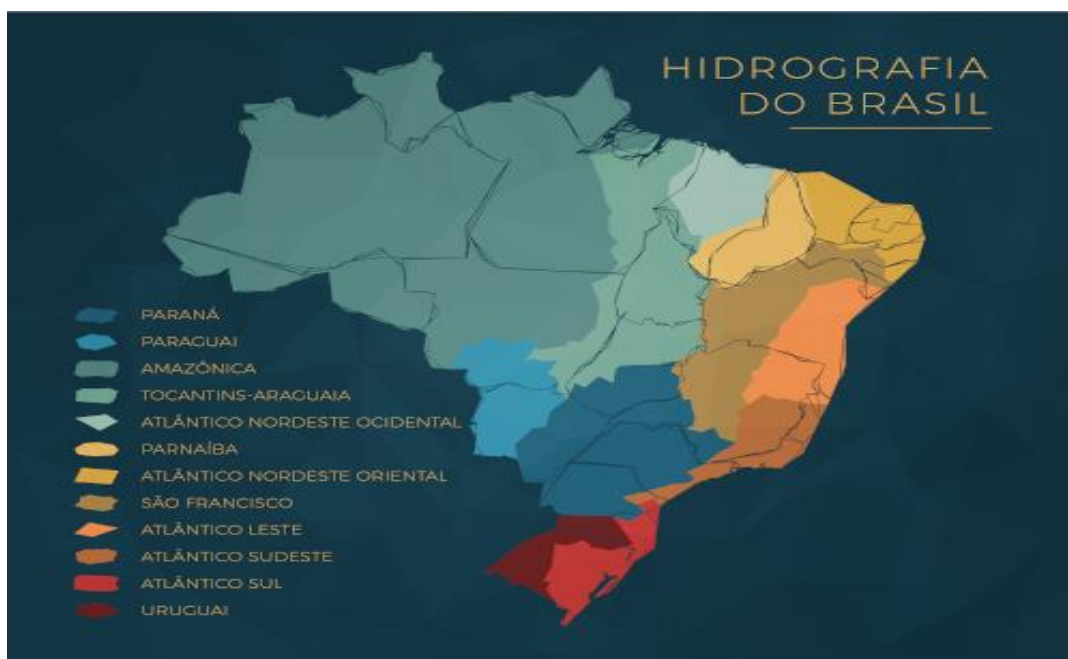 HIDROGRAFIA
DO BRASIL
PARANÁ
PARAGUAI
AMAZÔNICA
TOCANTINS-ARAGUAIA
ATLÂNTICO NORDESTE OCIDENTAL
PARNAÍBA
ATLÂNTICO NORDESTE ORIENTAL
SÃO FRANCISCO
ATLÂNTICO LESTE
ATLÂNTICO SUDESTE
ATLÂNTICO SUL
URUGUAI